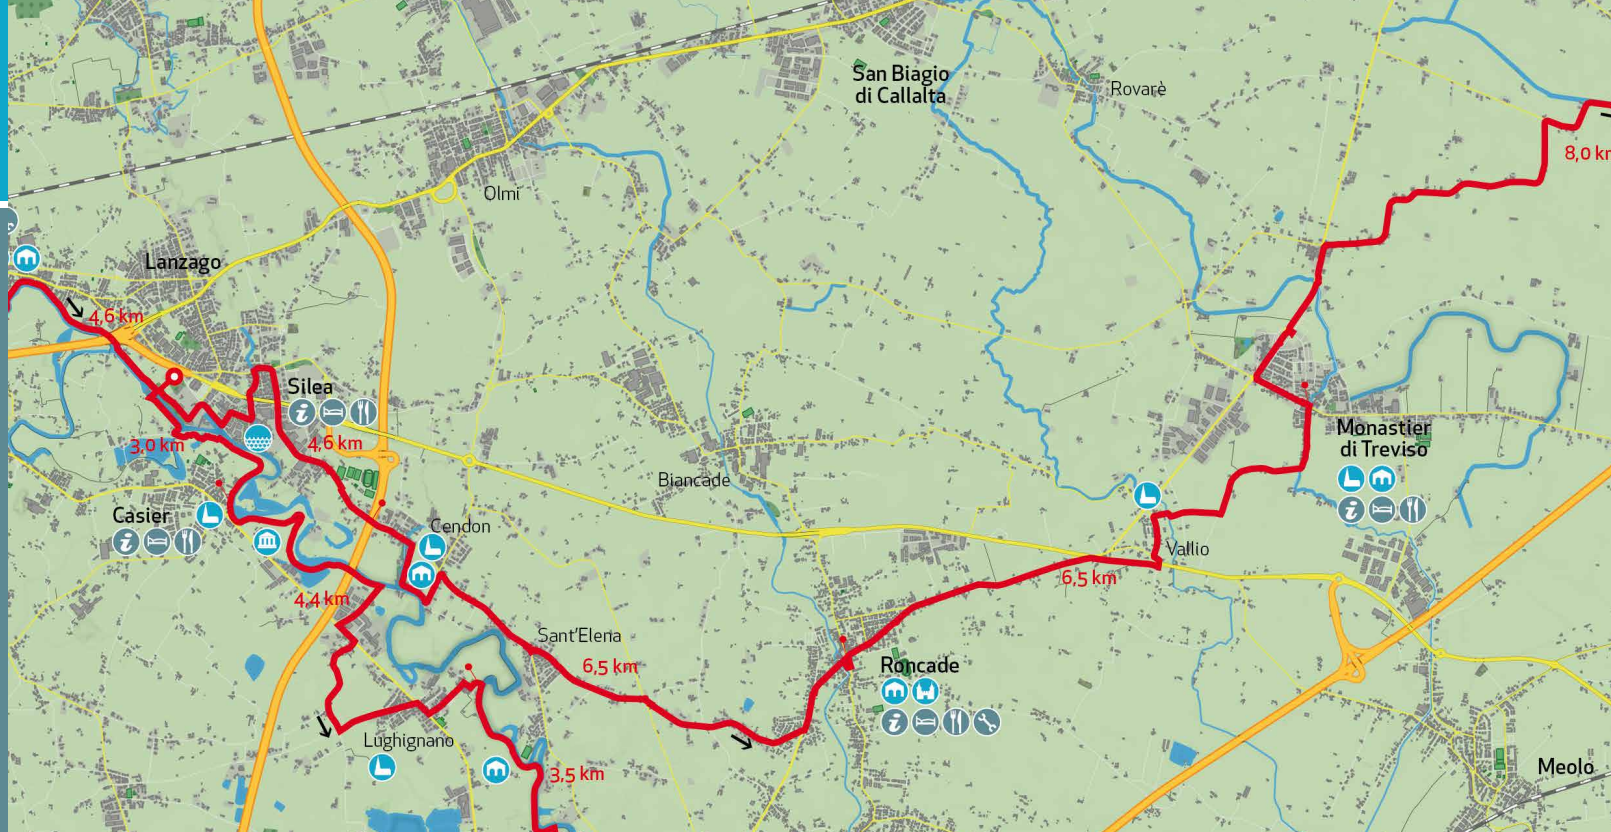 San Biagio
di Callalta
Rovarè
8,0 km
Olmi
Lanzago
4,6 km
Silea
i
3,0 km
4,6 km
Biancade
Monastier
di Treviso
i
Casier
i
Cendon
Vallio
6,5 km
4,4 km
Sant'Elena
6,5 km
Roncade
i
Lughignano
3,5 km
Meolo